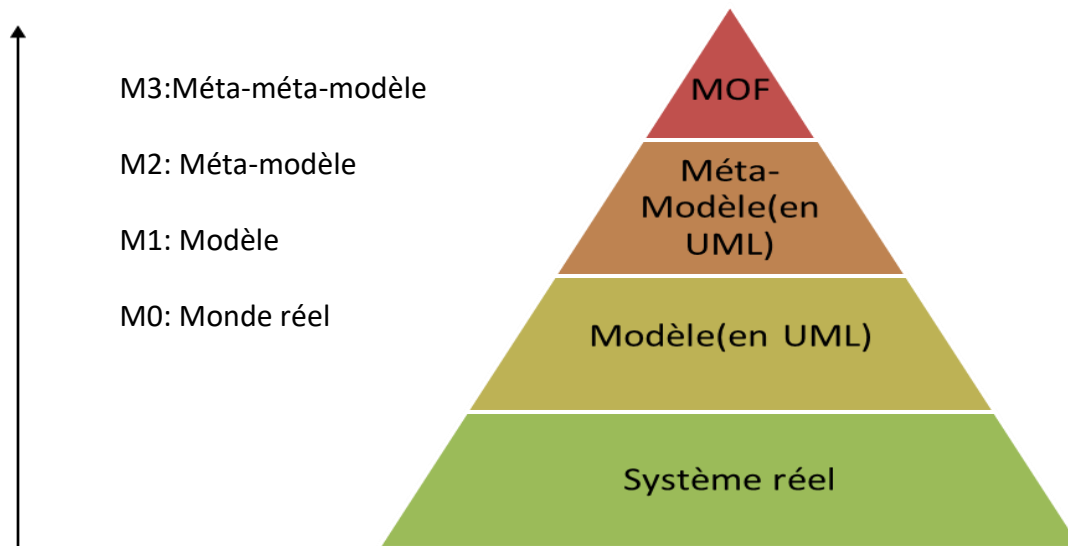 M3:Méta-méta-modèle
M2: Méta-modèle
M1: Modèle
M0: Monde réel
MOF
Méta-
Modèle(en
UML)
Modèle(en UML)
Système réel